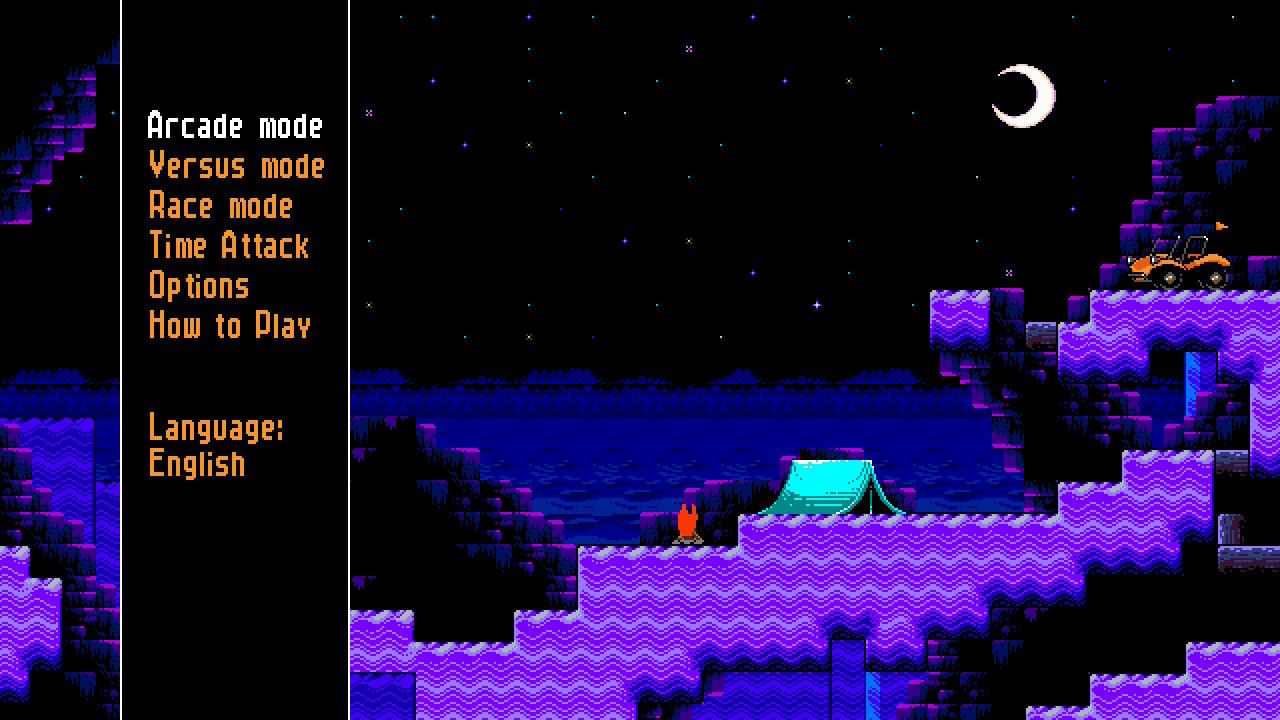 Arcade mode
Versus mode
Race mode
Time Attack
Options
How to Play
Language:
English